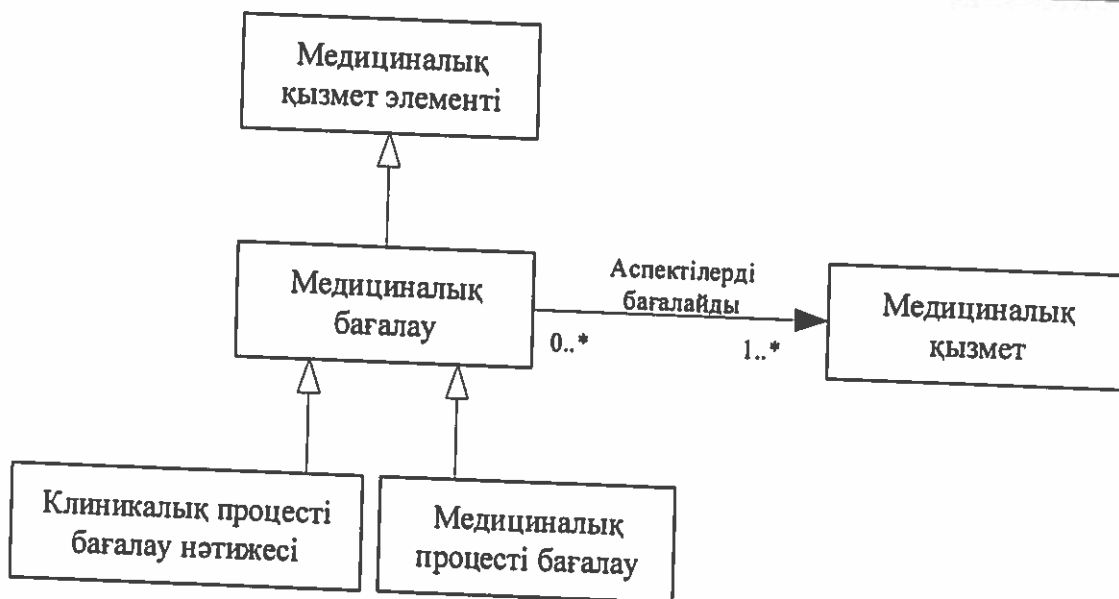 Медициналық
қызмет элементі
Медициналық
бағалау
Аспектілерді
бағалайды
0..*
1..*
Медициналық
қызмет
Клиникалық процесті
бағалау нәтижесі
Медициналық
процесті бағалау